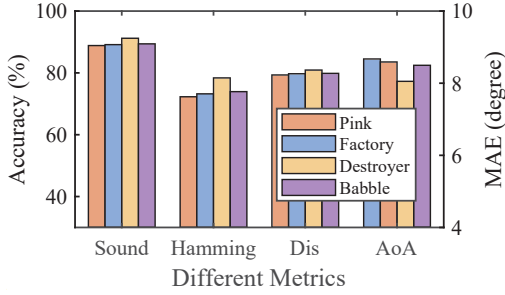 100
80
60
40
Accuracy (%)
10
8
6
4
MAE (degree)
Pink
Factory
Destroyer
Babble
Sound Hamming Dis AoA
Different Metrics